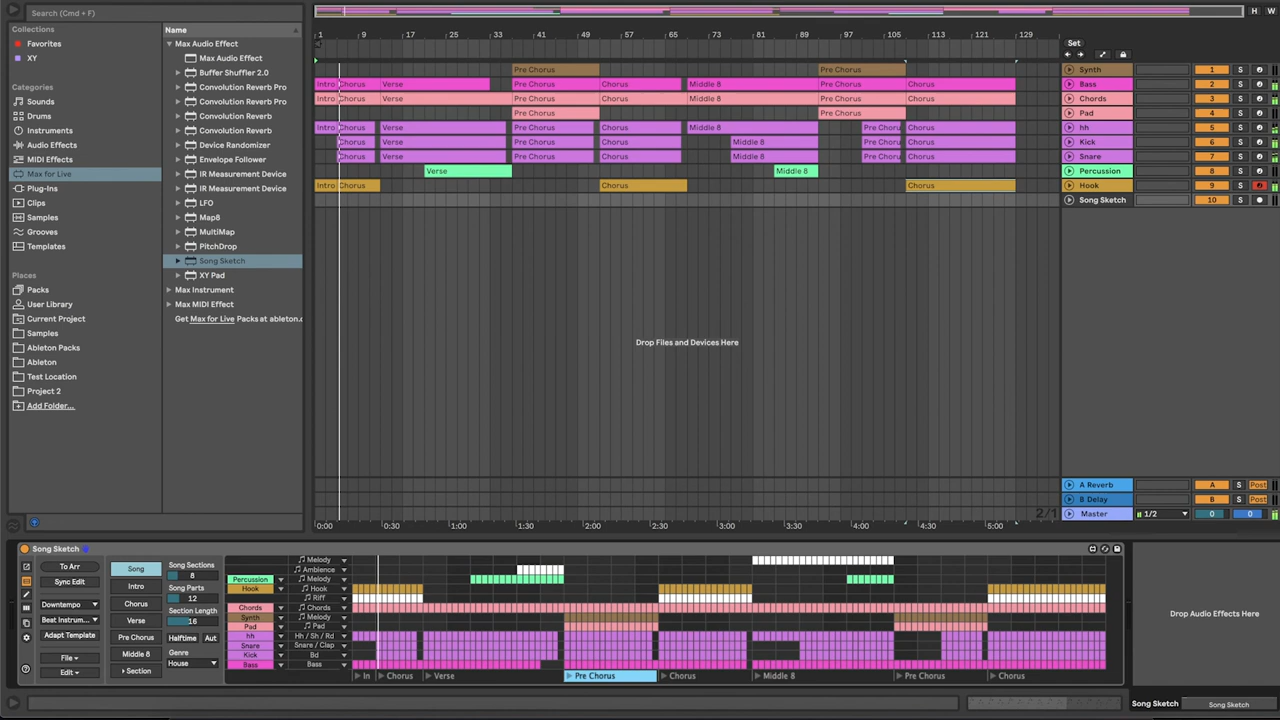 Search (Cmd + F)
Collections
Favorites
XY
Categories
Sounds
Drums
Instruments
Audio Effects
MIDI Effects
Max for Live
Plug-Ins
Clips
Samples
Grooves
Templates
Places
Packs
User Library
Current Project
Samples
Ableton Packs
Ableton
Test Location
Project 2
Add Folder...
Name
Max Audio Effect
Max Audio Effect
Buffer Shuffler 2.0
Convolution Reverb Pro
Convolution Reverb Pro
Convolution Reverb
Convolution Reverb
Device Randomizer
Envelope Follower
IR Measurement Device
IR Measurement Device
LFO
Map8
MultiMap
PitchDrop
Song Sketch
XY Pad
Max Instrument
Max MIDI Effect
Get Max for Live Packs at ableton.c
H W
1 9 17 25 33 41 49 57 65 73 81 89 97 105 113 121 129
Set
Pre Chorus Pre Chorus Synth 1 S
Intro Chorus Verse Pre Chorus Chorus Middle 8 Pre Chorus Chorus Bass 2 S
Intro Chorus Verse Pre Chorus Chorus Middle 8 Pre Chorus Chorus Chords 3 S
Pre Chorus Pre Chorus Pad 4 S
Intro Chorus Verse Pre Chorus Chorus Middle 8 Pre Choru Chorus hh 5 S
Chorus Verse Pre Chorus Chorus Middle 8 Pre Choru Chorus Kick 6 S
Chorus Verse Pre Chorus Chorus Middle 8 Pre Choru Chorus Snare 7 S
Verse Middle 8 Percussion 8 S
Intro Chorus Chorus Chorus Hook 9 S
Song Sketch 10 S
Drop Files and Devices Here
A Reverb A S Post
B Delay B S Post
2/1 Master 1/2 0 0
0:00 0:30 1:00 1:30 2:00 2:30 3:00 3:30 4:00 4:30 5:00
Song Sketch
To Arr
Sync Edit
Downtempo
Beat Instrum...
Adapt Template
File
Edit
Song
Intro
Chorus
Verse
Pre Chorus
Middle 8
+ Section
Song Sections
8
Song Parts
12
Section Length
16
Halftime Aut
Genre
House
Melody
Ambience
Percussion Melody
Hook Hook
Riff
Chords Chords
Synth Melody
Pad Pad
hh Hh / Sh / Rd
Snare Snare / Clap
Kick Bd
Bass Bass
In Chorus Verse Pre Chorus Chorus Middle 8 Pre Chorus Chorus
Drop Audio Effects Here
Song Sketch Song Sketch